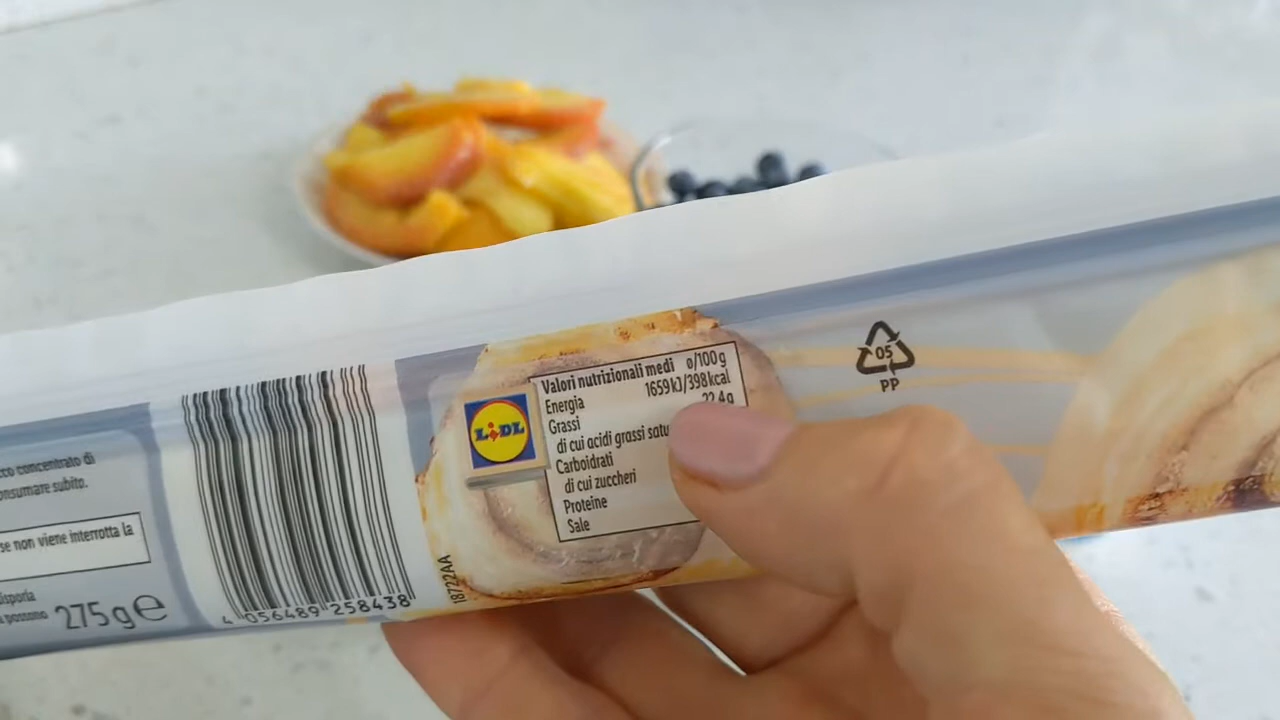 cco concentrato di
onsumare subito.
se non viene interrotta la
possono
275g e
4 056489 258438
18722AA
LiDL
Valori nutrizionali medi ø/100g
Energia 1659kJ/398kcal
Grassi 22,4g
di cui acidi grassi satu
Carboidrati
di cui zuccheri
Proteine
Sale
05
PP